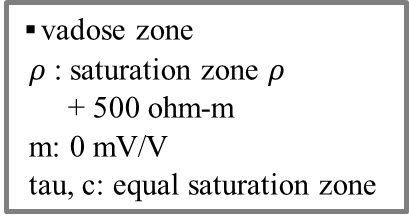 ▪ vadose zone
ρ : saturation zone ρ
+ 500 ohm-m
m: 0 mV/V
tau, c: equal saturation zone